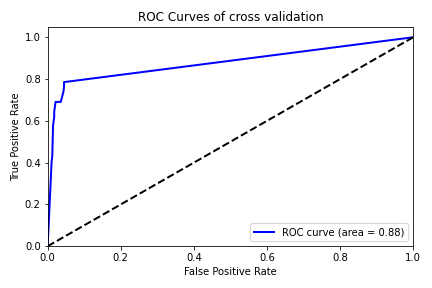 ROC Curves of cross validation
1.0
0.8
0.6
0.4
0.2
0.0
True Positive Rate
0.0 0.2 0.4 0.6 0.8 1.0
False Positive Rate
ROC curve (area = 0.88)